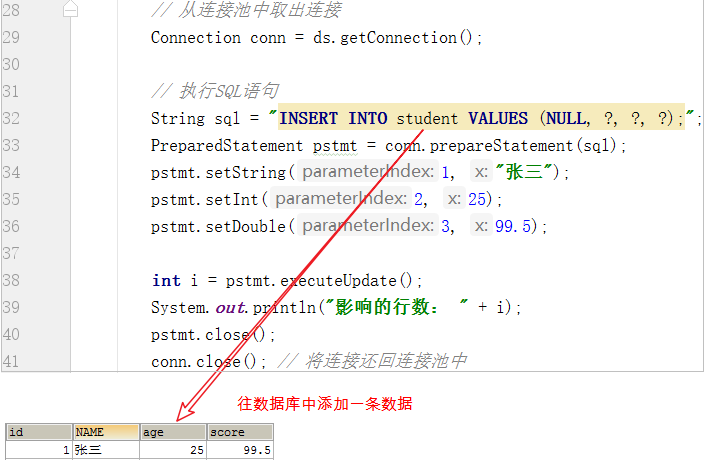 28 // 从连接池中取出连接
29 Connection conn = ds.getConnection();
30
31 // 执行SQL语句
32 String sql = "INSERT INTO student VALUES (NULL, ?, ?, ?);";
33 PreparedStatement pstmt = conn.prepareStatement(sql);
34 pstmt.setString( parameterIndex: 1, x: "张三");
35 pstmt.setInt( parameterIndex: 2, x: 25);
36 pstmt.setDouble( parameterIndex: 3, x: 99.5);
37
38 int i = pstmt.executeUpdate();
39 System.out.println("影响的行数： " + i);
40 pstmt.close();
41 conn.close(); // 将连接还回连接池中
往数据库中添加一条数据
id NAME age score
1 张三 25 99.5